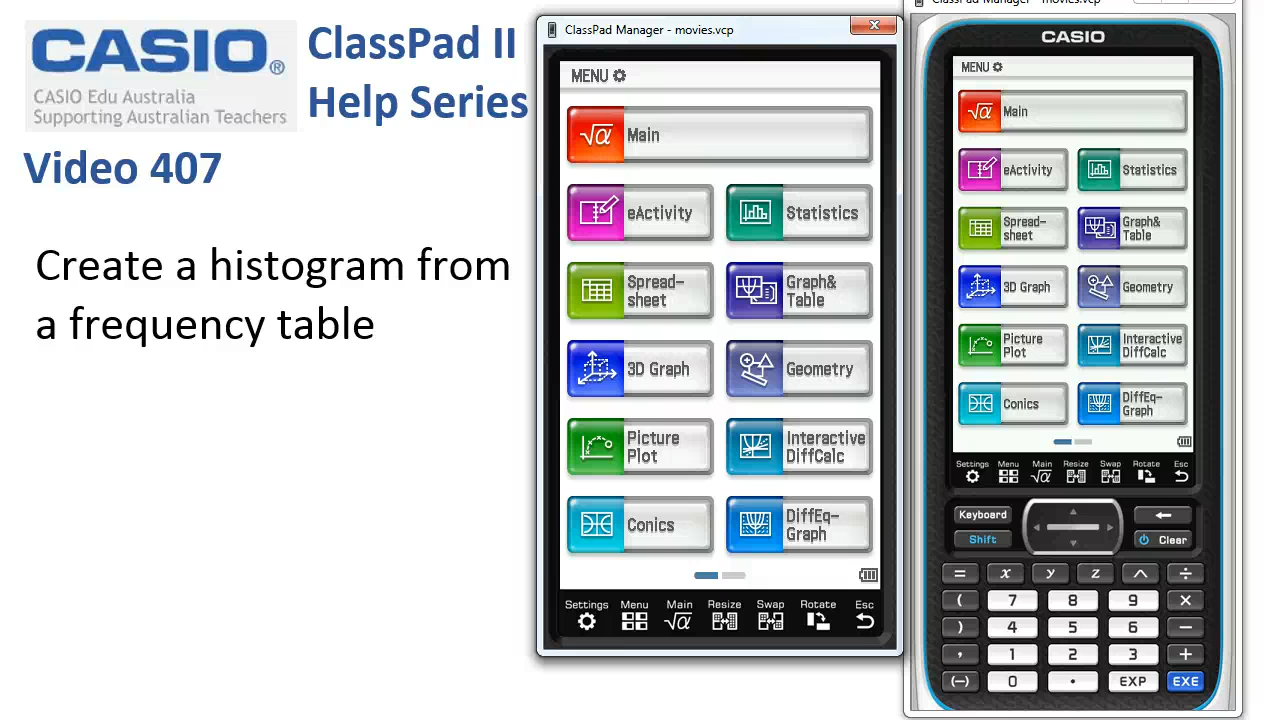 CASIO®
CASIO Edu Australia
Supporting Australian Teachers
ClassPad II
Help Series
Video 407
Create a histogram from
a frequency table
ClassPad Manager - movies.vcp
MENU
√α Main
eActivity
Statistics
Spread-
sheet
Graph&
Table
3D Graph
Geometry
Picture
Plot
Interactive
DiffCalc
Conics
DiffEq-
Graph
Settings Menu Main Resize Swap Rotate Esc
√α
ClassPad Manager - movies.vcp
CASIO
MENU
√α Main
eActivity
Statistics
Spread-
sheet
Graph&
Table
3D Graph
Geometry
Picture
Plot
Interactive
DiffCalc
Conics
DiffEq-
Graph
Settings Menu Main Resize Swap Rotate Esc
√α
Keyboard
Shift
Clear
= x y z ^ ÷
( 7 8 9 ×
) 4 5 6 −
, 1 2 3 +
(−) 0 • EXP EXE